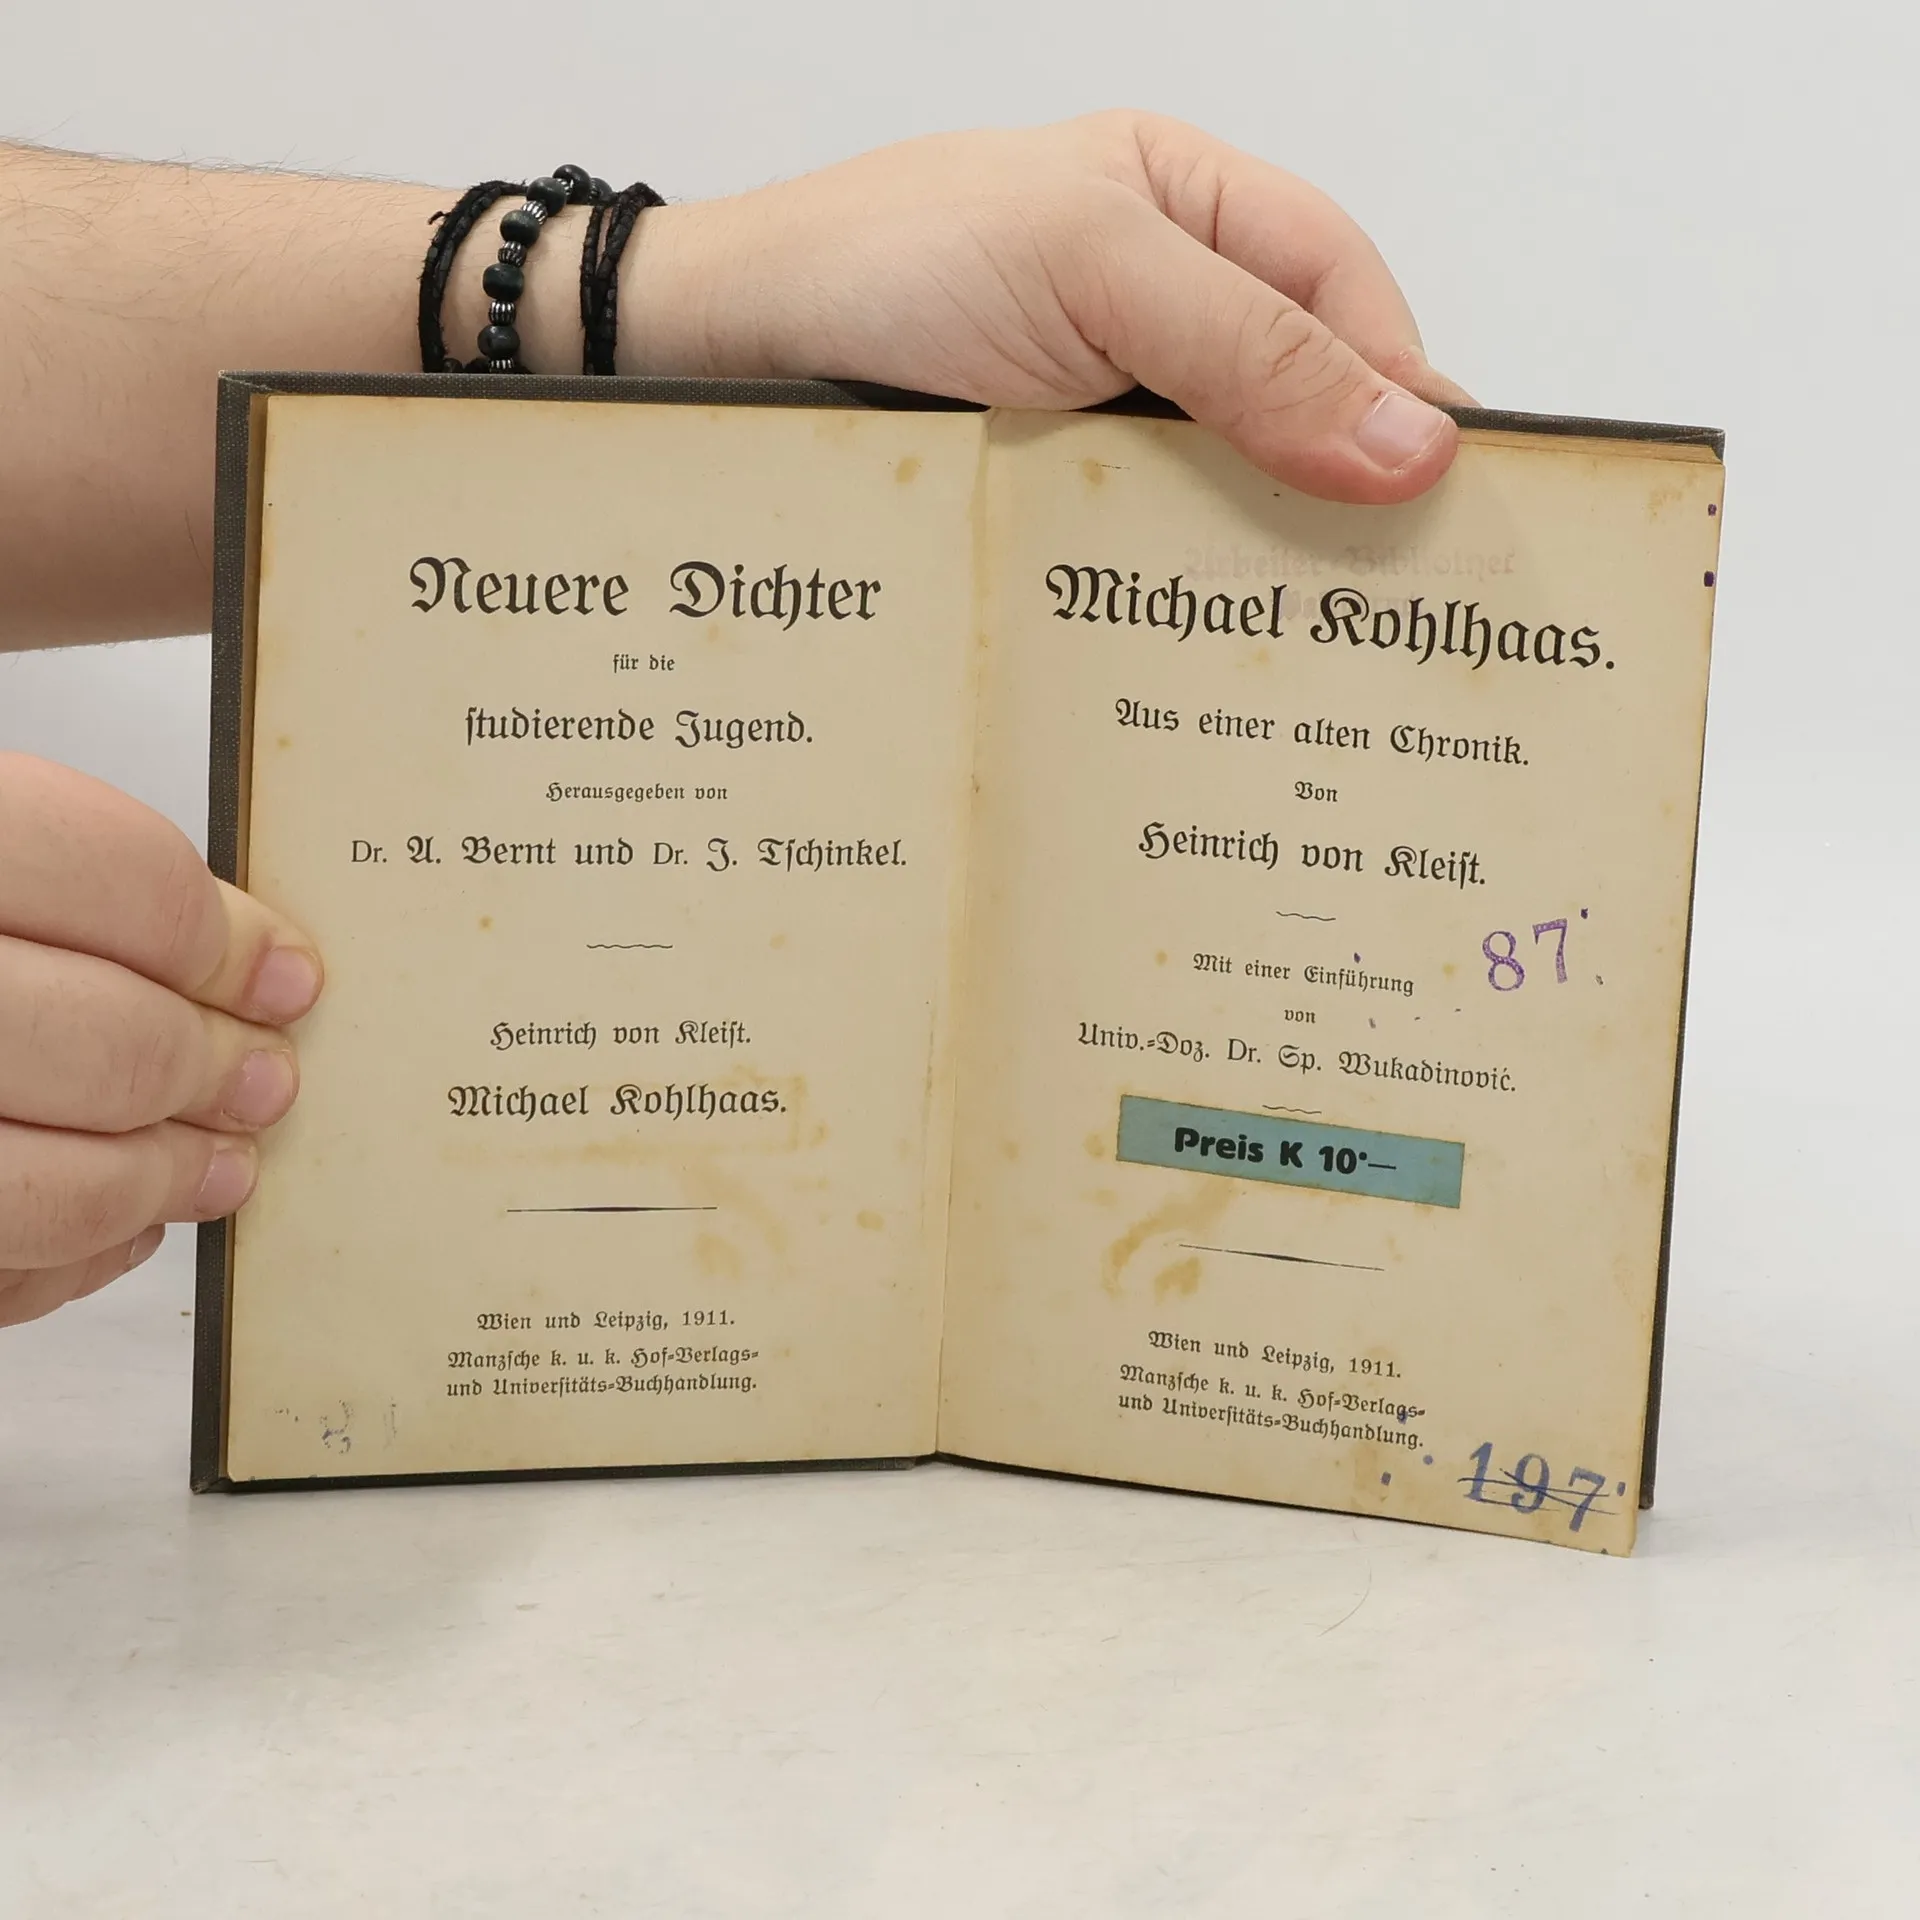 Neuere Dichter
für die
ſtudierende Jugend.
Herausgegeben von
Dr. A. Bernt und Dr. J. Tſchinkel.
Heinrich von Kleiſt.
Michael Kohlhaas.
Wien und Leipzig, 1911.
Manzſche k. u. k. Hof-Verlags-
und Univerſitäts-Buchhandlung.
Arbeiter-Bibliothek
Michael Kohlhaas.
Aus einer alten Chronik.
Von
Heinrich von Kleiſt.
87.
Mit einer Einführung
von
Univ.-Doz. Dr. Sp. Wukadinović.
Preis K 10·—
Wien und Leipzig, 1911.
Manzſche k. u. k. Hof-Verlags-
und Univerſitäts-Buchhandlung.
197